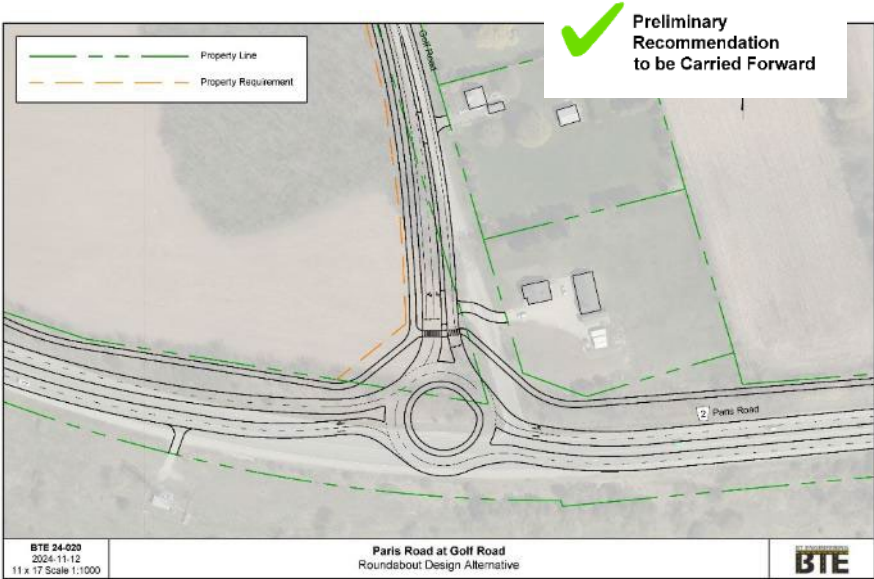 Preliminary
Recommendation
to be Carried Forward
Property Line
Property Requirement
Golf Road
2 Paris Road
BTE 24-020
2024-11-12
11 x 17 Scale 1:1000
Paris Road at Golf Road
Roundabout Design Alternative
BTE